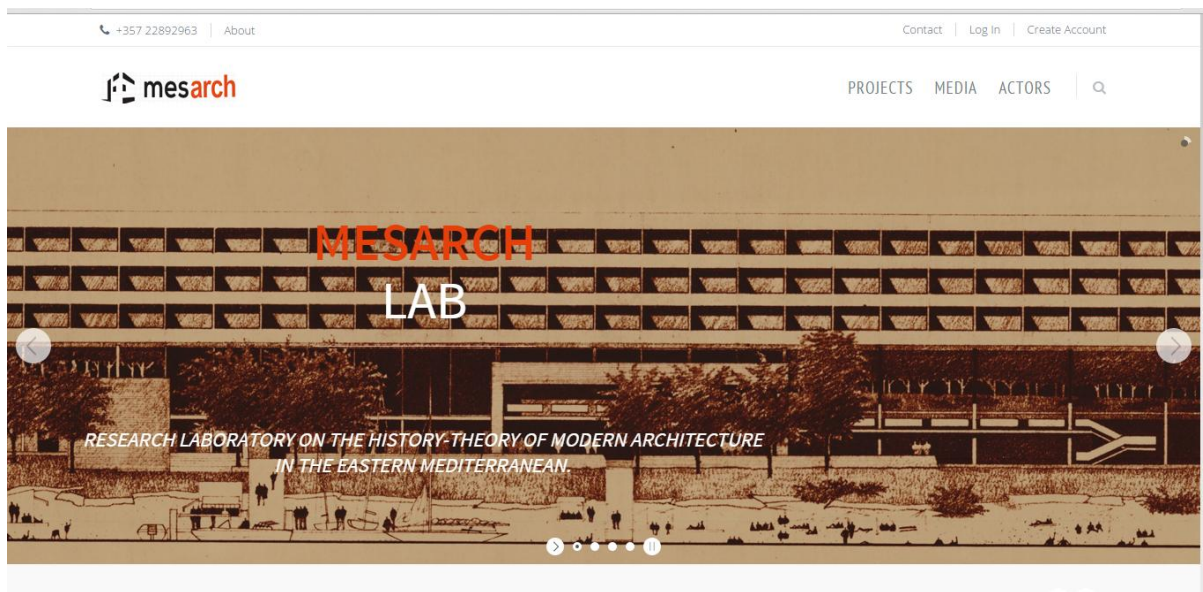 +357 22892963 About Contact Log In Create Account
mesarch PROJECTS MEDIA ACTORS
MESARCH
LAB
RESEARCH LABORATORY ON THE HISTORY-THEORY OF MODERN ARCHITECTURE
IN THE EASTERN MEDITERRANEAN.